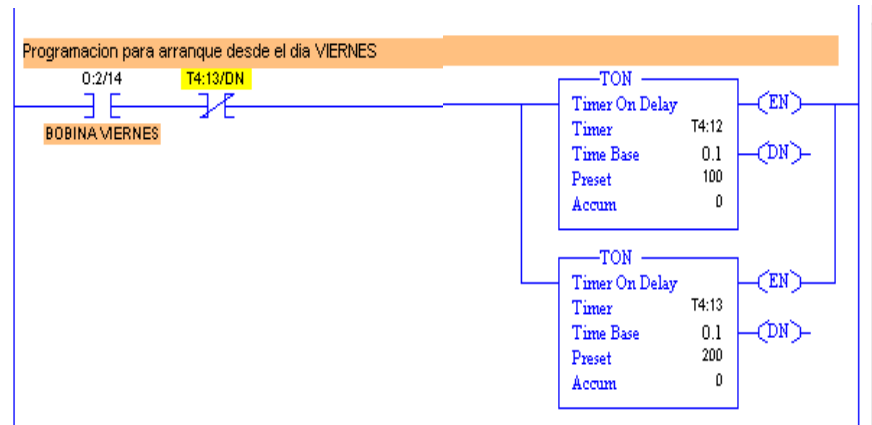 Programacion para arranque desde el dia VIERNES
O:2/14
T4:13/DN
BOBINA VIERNES
TON
Timer On Delay
Timer T4:12
Time Base 0.1
Preset 100
Accum 0
EN
DN
TON
Timer On Delay
Timer T4:13
Time Base 0.1
Preset 200
Accum 0
EN
DN